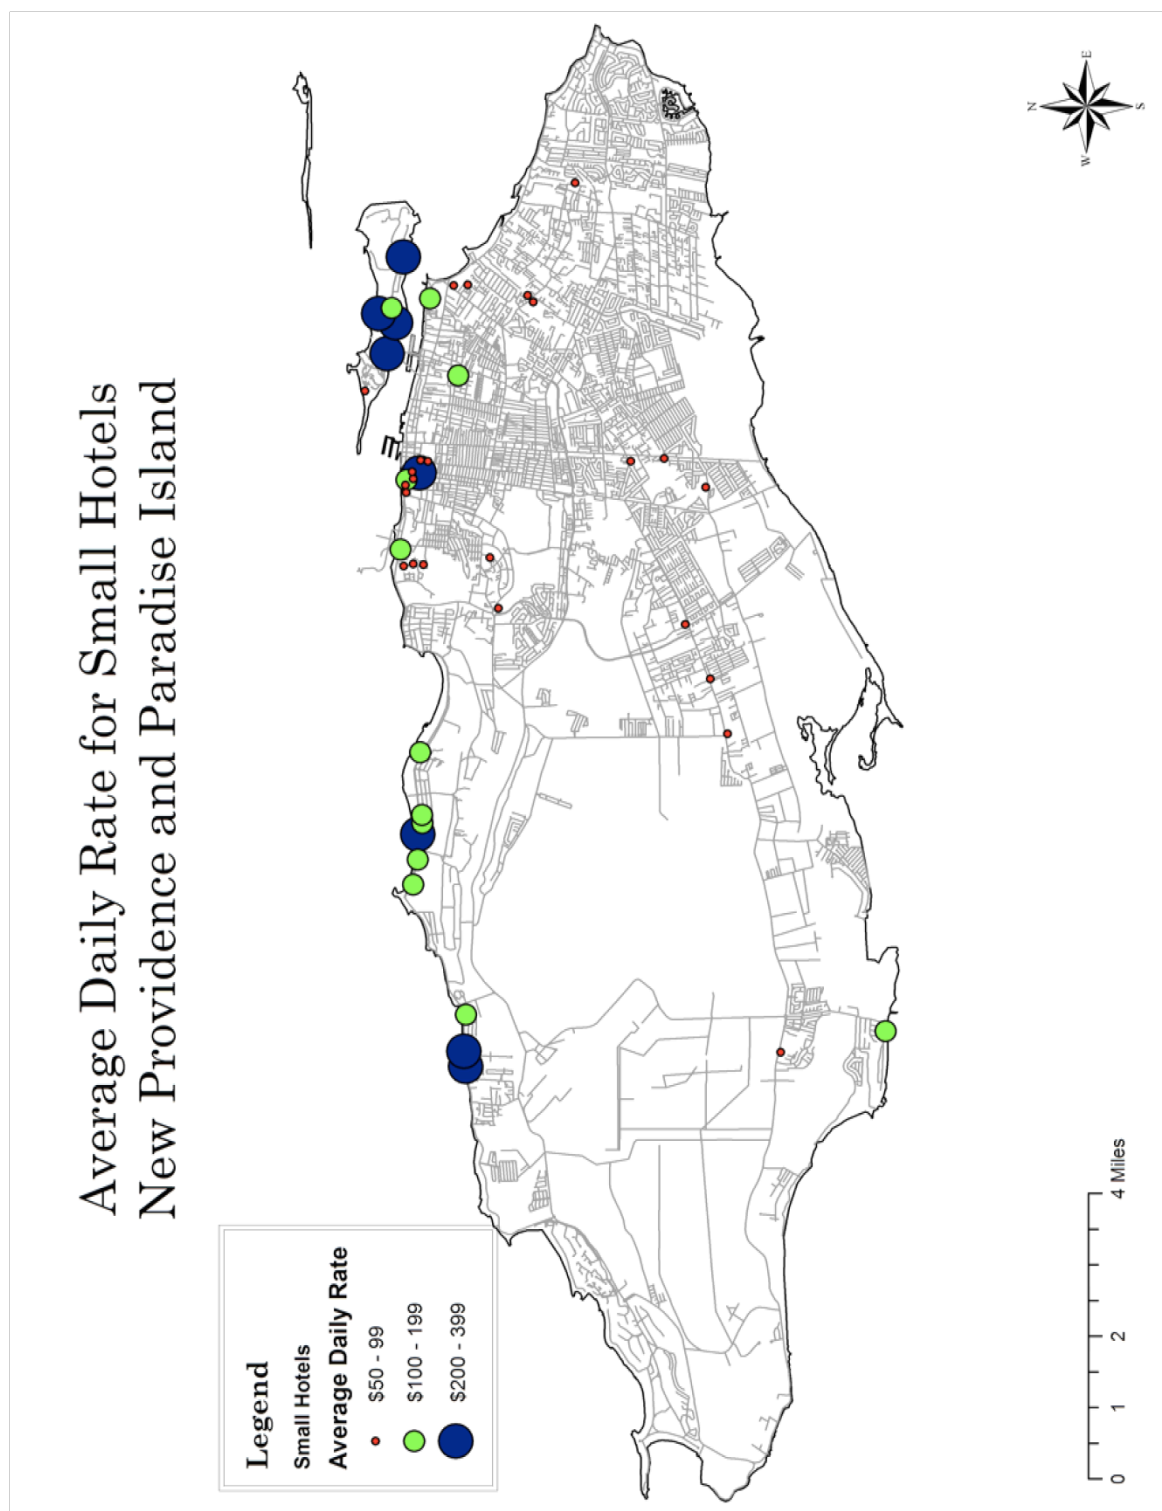 Average Daily Rate for Small Hotels
New Providence and Paradise Island
Legend
Small Hotels
Average Daily Rate
$50 - 99
$100 - 199
$200 - 399
0 1 2 4 Miles
N
E
S
W